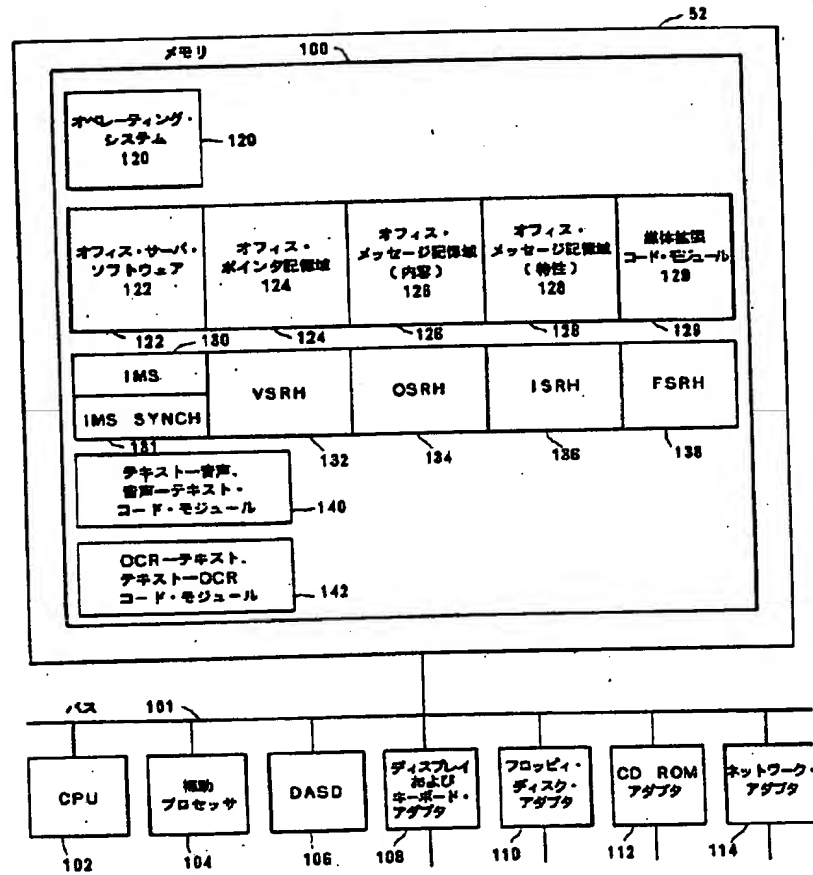 52
メモリ 100
オペレーティング・
システム
120
120
オフィス・サーバ・
ソフトウェア
122
オフィス・
ポインタ記憶域
124
オフィス・
メッセージ記憶域
(内容)
126
オフィス・
メッセージ記憶域
(特性)
128
媒体拡張
コード・モジュール
129
122
130
124
126
128
129
IMS
IMS SYNCH
VSRH
OSRH
ISRH
FSRH
131
132
134
136
138
テキスト―音声、
音声―テキスト・
コード・モジュール
140
OCR―テキスト、
テキスト―OCR
コード・モジュール
142
バス 101
CPU
補助
プロセッサ
DASD
ディスプレイ
および
キーボード・
アダプタ
フロッピィ・
ディスク・
アダプタ
CD ROM
アダプタ
ネットワーク・
アダプタ
102
104
106
108
110
112
114